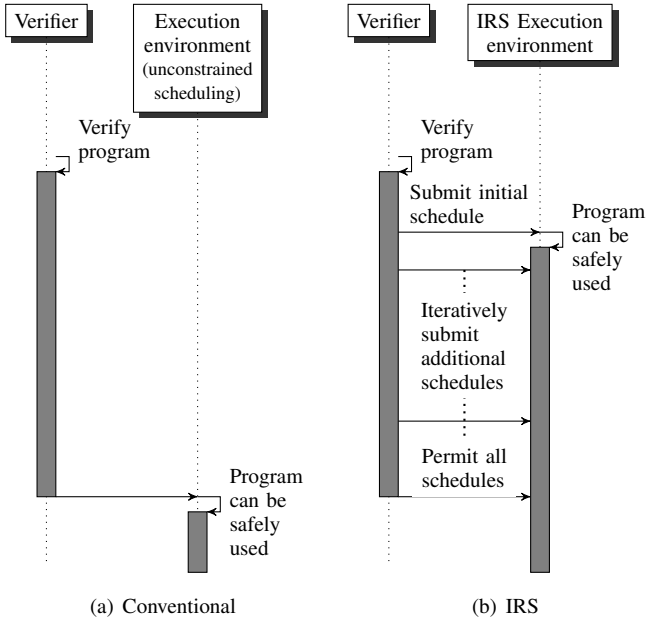 Verifier
Execution
environment
(unconstrained
scheduling)
Verify
program
Program
can be
safely
used
(a) Conventional
Verifier
IRS Execution
environment
Verify
program
Submit initial
schedule
Program
can be
safely
used
Iteratively
submit
additional
schedules
Permit all
schedules
(b) IRS